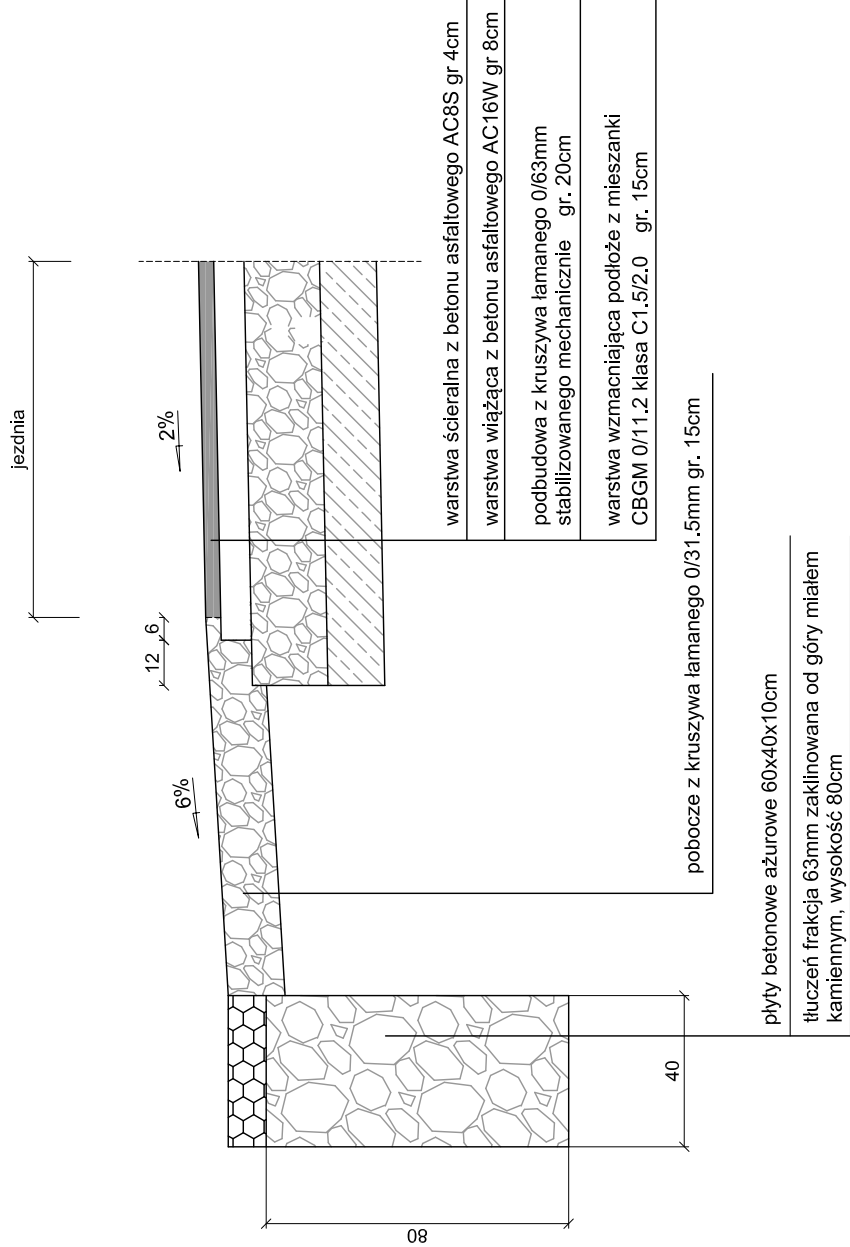 jezdnia
2%
6%
12
6
warstwa ścieralna z betonu asfaltowego AC8S gr 4cm
warstwa wiążąca z betonu asfaltowego AC16W gr 8cm
podbudowa z kruszywa łamanego 0/63mm
stabilizowanego mechanicznie gr. 20cm
warstwa wzmacniająca podłoże z mieszanki
CBGM 0/11.2 klasa C1.5/2.0 gr. 15cm
pobocze z kruszywa łamanego 0/31.5mm gr. 15cm
płyty betonowe ażurowe 60x40x10cm
tłuczeń frakcja 63mm zaklinowana od góry miałem
kamiennym, wysokość 80cm
40
80